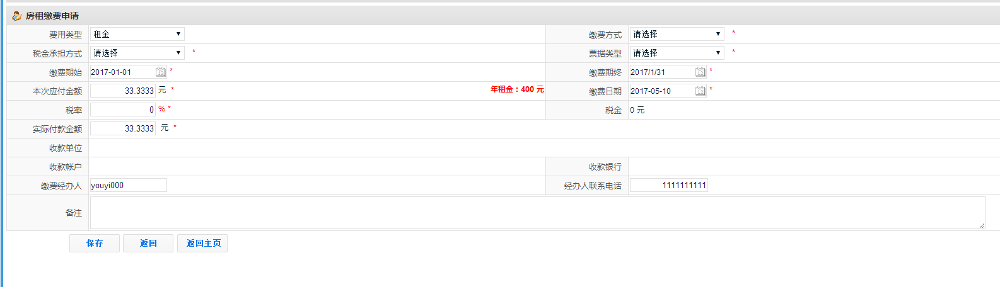 房租缴费申请
费用类型 租金 缴费方式 请选择 *
税金承担方式 请选择 * 票据类型 请选择 *
缴费期始 2017-01-01 * 缴费期终 2017/1/31 *
本次应付金额 33.3333 元 * 年租金：400 元 缴费日期 2017-05-10 *
税率 0 % * 税金 0 元
实际付款金额 33.3333 元 *
收款单位
收款帐户 收款银行
缴费经办人 youyi000 经办人联系电话 1111111111
备注
保存 返回 返回主页